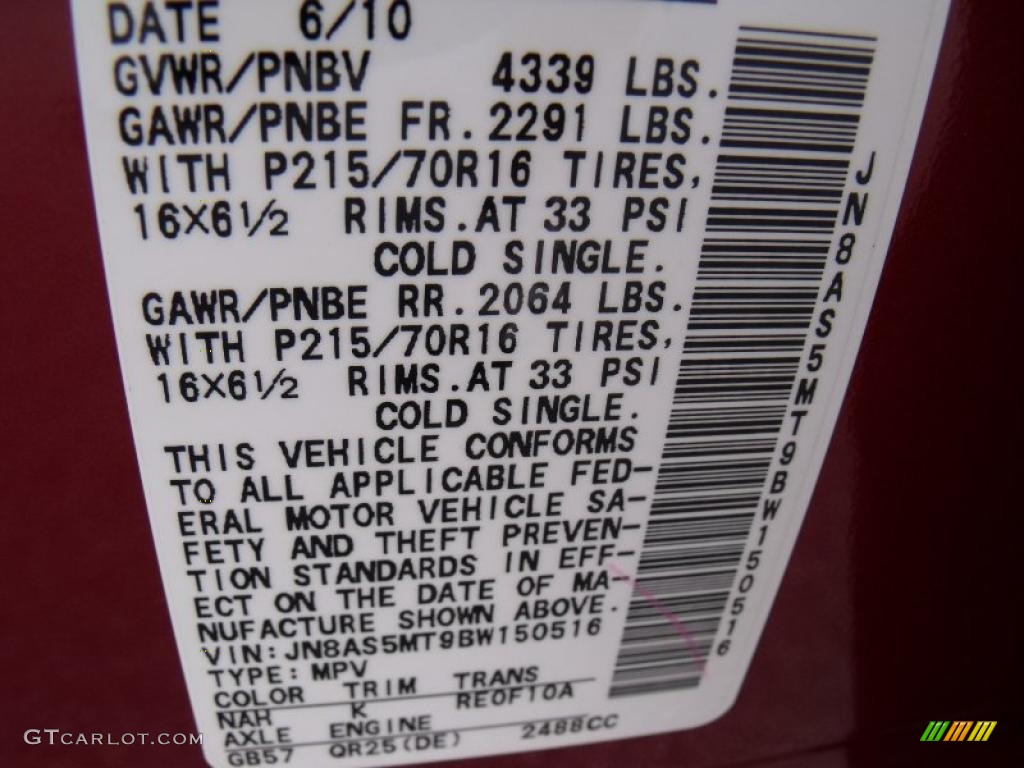 DATE 6/10
GVWR/PNBV 4339 LBS.
GAWR/PNBE FR. 2291 LBS.
WITH P215/70R16 TIRES,
16X6 1/2 RIMS. AT 33 PSI
COLD SINGLE.
GAWR/PNBE RR. 2064 LBS.
WITH P215/70R16 TIRES,
16X6 1/2 RIMS. AT 33 PSI
COLD SINGLE.
THIS VEHICLE CONFORMS
TO ALL APPLICABLE FED-
ERAL MOTOR VEHICLE SA-
FETY AND THEFT PREVEN-
TION STANDARDS IN EFF-
ECT ON THE DATE OF MA-
NUFACTURE SHOWN ABOVE.
VIN: JN8AS5MT9BW150516
TYPE: MPV
COLOR TRIM TRANS
NAH K RE0F10A
AXLE ENGINE
GB57 QR25(DE) 2488CC
JN8AS5MT9BW150516
GTcarlot.com